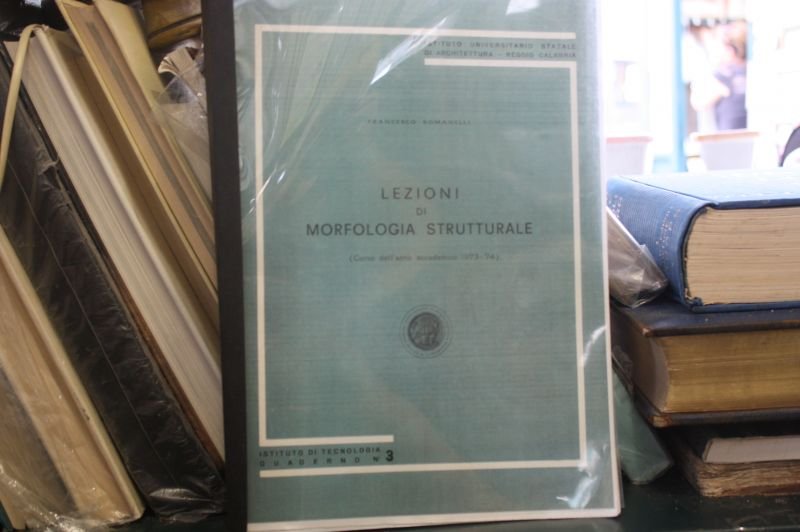 ISTITUTO UNIVERSITARIO STATALE
DI ARCHITETTURA - REGGIO CALABRIA
FRANCESCO ROMANELLI
LEZIONI
DI
MORFOLOGIA STRUTTURALE
(Corso dell'anno accademico 1973-74)
ISTITUTO DI TECNOLOGIA
QUADERNO N° 3